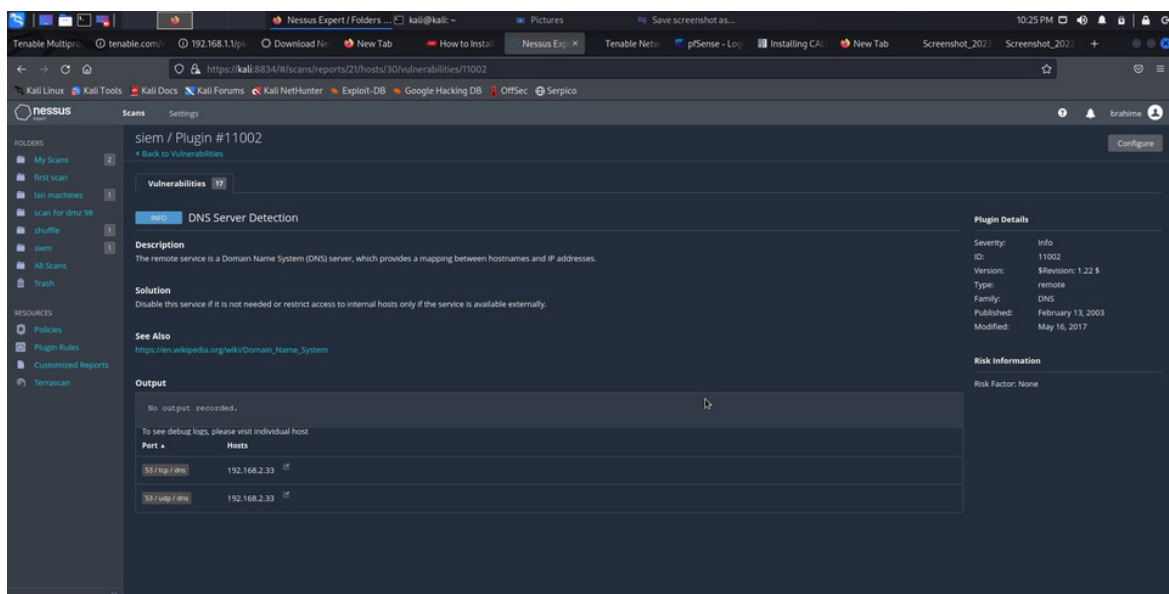 Nessus Expert / Folders ...
kali@kali: ~
Pictures
Save screenshot as...
10:25 PM
Tenable Multipro
tenable.com/
192.168.1.1/pk
Download Ne
New Tab
How to Install
Nessus Exp
Tenable Netw
pfSense - Log
Installing CAL
New Tab
Screenshot_202
Screenshot_202
https://kali:8834/#/scans/reports/21/hosts/30/vulnerabilities/11002
Kali Linux Kali Tools Kali Docs Kali Forums Kali NetHunter Exploit-DB Google Hacking DB OffSec Serpico
nessus
expert
Scans Settings
brahime
FOLDERS
My Scans 2
first scan
lan machines 1
scan for dmz 98
shuffle 1
siem 1
All Scans
Trash
RESOURCES
Policies
Plugin Rules
Customized Reports
Terrascan
siem / Plugin #11002
Back to Vulnerabilities
Configure
Vulnerabilities 17
INFO DNS Server Detection
Description
The remote service is a Domain Name System (DNS) server, which provides a mapping between hostnames and IP addresses.
Solution
Disable this service if it is not needed or restrict access to internal hosts only if the service is available externally.
See Also
https://en.wikipedia.org/wiki/Domain_Name_System
Output
No output recorded.
To see debug logs, please visit individual host
Port Hosts
53 / tcp / dns 192.168.2.33
53 / udp / dns 192.168.2.33
Plugin Details
Severity: Info
ID: 11002
Version: $Revision: 1.22 $
Type: remote
Family: DNS
Published: February 13, 2003
Modified: May 16, 2017
Risk Information
Risk Factor: None